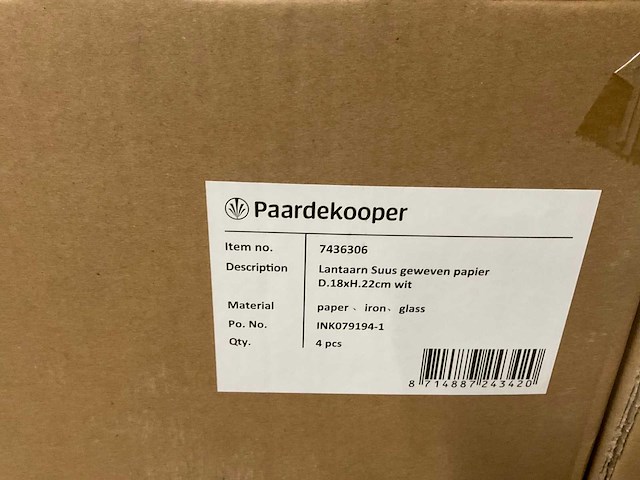 Paardekooper
Item no. 7436306
Description Lantaarn Suus geweven papier
D.18xH.22cm wit
Material paper 、 iron、 glass
Po. No. INK079194-1
Qty. 4 pcs
8 714887 243420